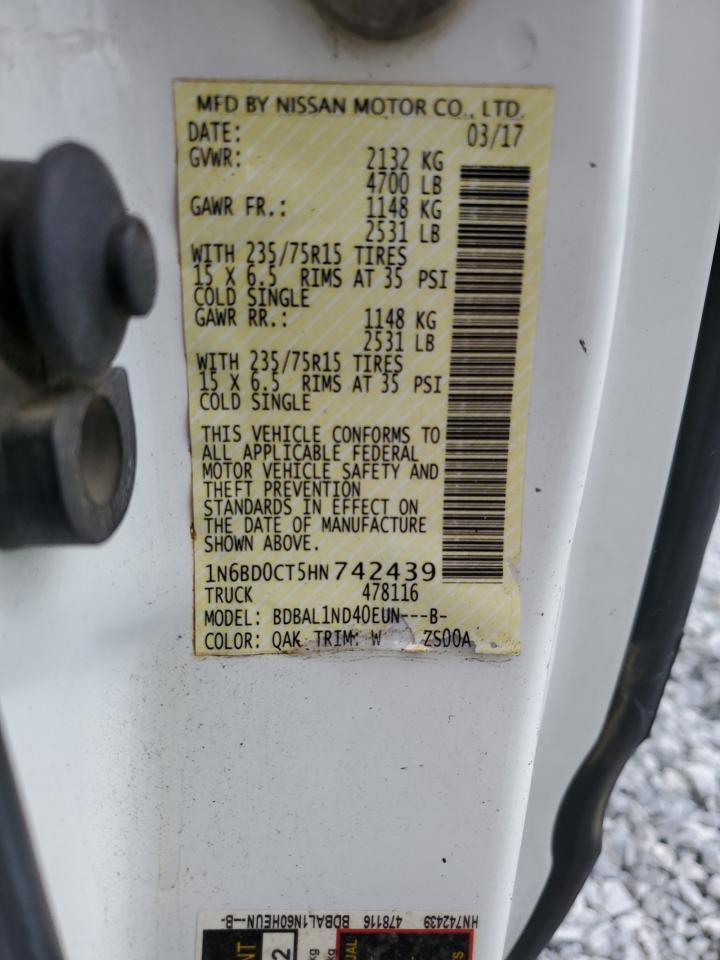 MFD BY NISSAN MOTOR CO., LTD.
DATE: 03/17
GVWR: 2132 KG
4700 LB
GAWR FR.: 1148 KG
2531 LB
WITH 235/75R15 TIRES
15 X 6.5 RIMS AT 35 PSI
COLD SINGLE
GAWR RR.: 1148 KG
2531 LB
WITH 235/75R15 TIRES
15 X 6.5 RIMS AT 35 PSI
COLD SINGLE
THIS VEHICLE CONFORMS TO
ALL APPLICABLE FEDERAL
MOTOR VEHICLE SAFETY AND
THEFT PREVENTION
STANDARDS IN EFFECT ON
THE DATE OF MANUFACTURE
SHOWN ABOVE.
1N6BD0CT5HN742439
TRUCK 478116
MODEL: BDBAL1ND40EUN---B-
COLOR: QAK TRIM: W ZS00A
HN742439 478116 BDBAL1N60HEUN--B-